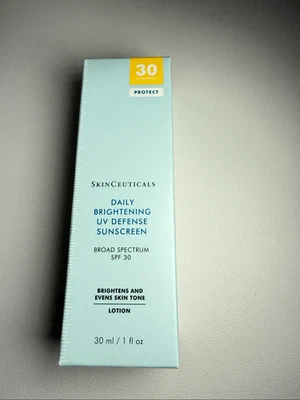 30
PROTECT
SKINCEUTICALS
DAILY
BRIGHTENING
UV DEFENSE
SUNSCREEN
BROAD SPECTRUM
SPF 30
BRIGHTENS AND
EVENS SKIN TONE
LOTION
30 ml / 1 fl oz